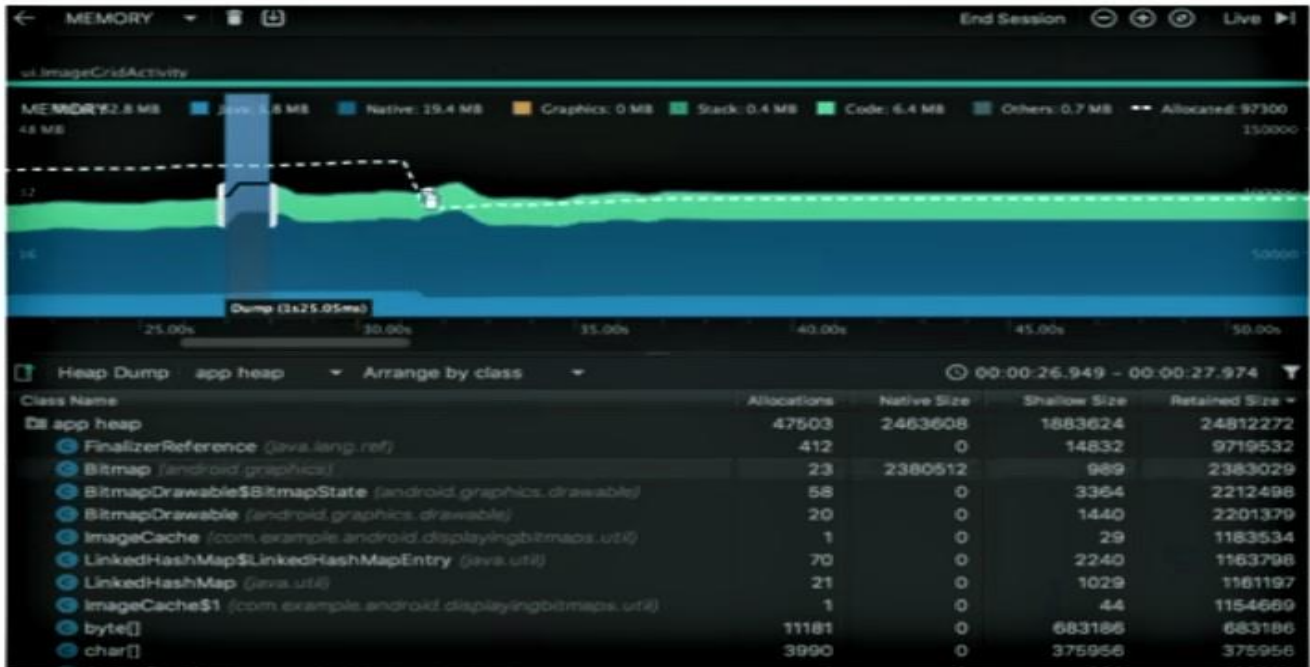 MEMORY
End Session
Live
ui.ImageGridActivity
MEMORY 2.8 MB
Native: 19.4 MB
Graphics: 0 MB
Stack: 0.4 MB
Code: 6.4 MB
Others: 0.7 MB
Allocated: 97300
48 MB
150000
100000
16
50000
Dump (1s25.05ms)
25.00s 30.00s 35.00s 40.00s 45.00s 50.00s
Heap Dump app heap Arrange by class 00:00:26.949 - 00:00:27.974
Class Name Allocations Native Size Shallow Size Retained Size
app heap 47503 2463608 1883624 24812272
FinalizerReference (java.lang.ref) 412 0 14832 9719532
Bitmap (android.graphics) 23 2380512 989 2383029
BitmapDrawable$BitmapState (android.graphics.drawable) 58 0 3364 2212498
BitmapDrawable (android.graphics.drawable) 20 0 1440 2201379
ImageCache (com.example.android.displayingbitmaps.util) 1 0 29 1183534
LinkedHashMap$LinkedHashMapEntry (java.util) 70 0 2240 1163798
LinkedHashMap (java.util) 21 0 1029 1161197
ImageCache$1 (com.example.android.displayingbitmaps.util) 1 0 44 1154669
byte[] 11181 0 683186 683186
char[] 3990 0 375956 375956